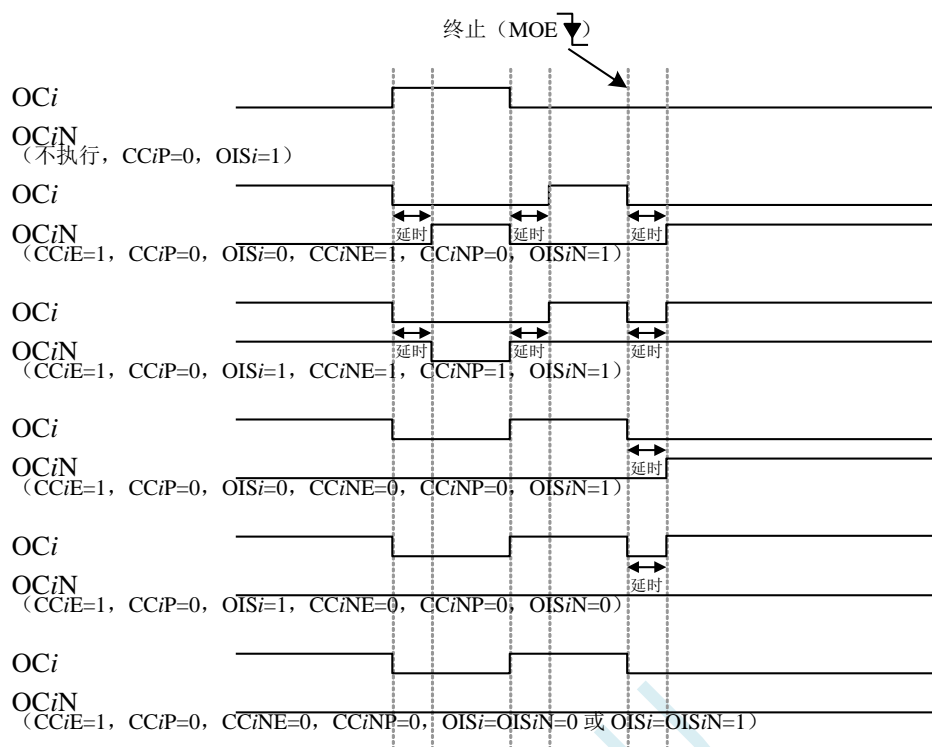 终止（MOE ）
OCi
OCiN
（不执行，CCiP=0，OISi=1）
OCi
延时 延时 延时
OCiN
（CCiE=1，CCiP=0，OISi=0，CCiNE=1，CCiNP=0，OISiN=1）
OCi
延时 延时 延时
OCiN
（CCiE=1，CCiP=0，OISi=1，CCiNE=1，CCiNP=1，OISiN=1）
OCi
延时
OCiN
（CCiE=1，CCiP=0，OISi=0，CCiNE=0，CCiNP=0，OISiN=1）
OCi
延时
OCiN
（CCiE=1，CCiP=0，OISi=1，CCiNE=0，CCiNP=0，OISiN=0）
OCi
OCiN
（CCiE=1，CCiP=0，CCiNE=0，CCiNP=0，OISi=OISiN=0 或 OISi=OISiN=1）